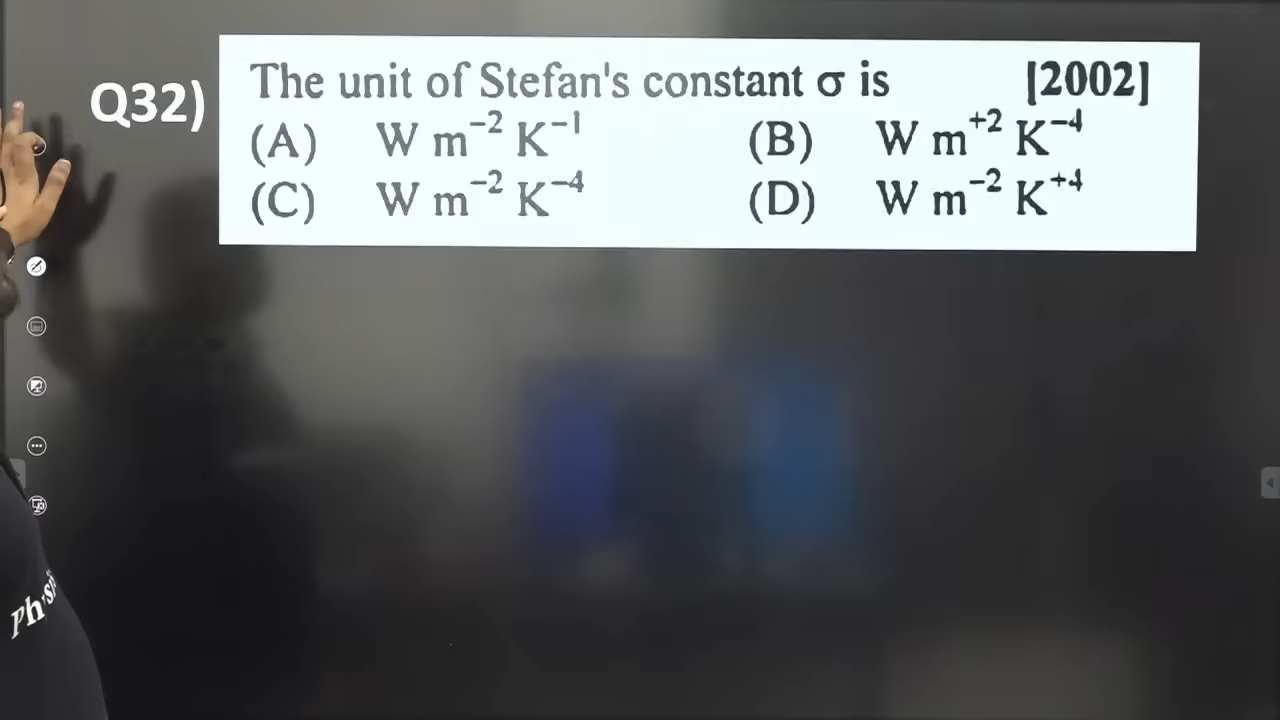 Q32) The unit of Stefan's constant σ is [2002]
(A) W m⁻² K⁻¹ (B) W m⁺² K⁻⁴
(C) W m⁻² K⁻⁴ (D) W m⁻² K⁺⁴